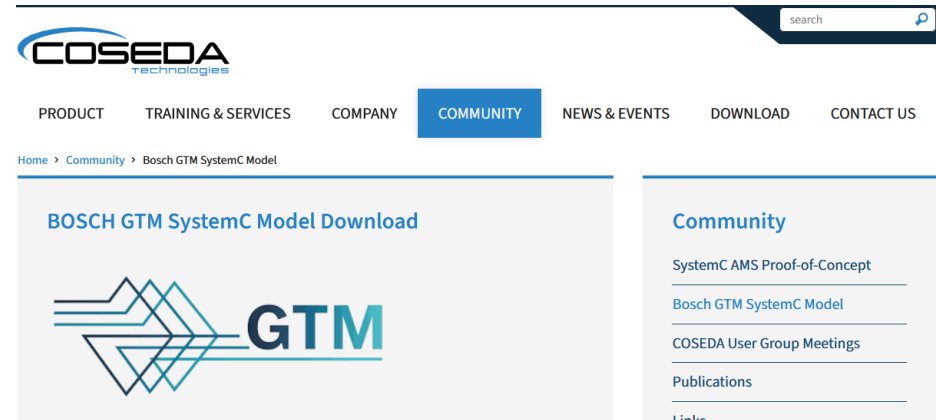 search
COSEDA
Technologies
PRODUCT TRAINING & SERVICES COMPANY COMMUNITY NEWS & EVENTS DOWNLOAD CONTACT US
Home > Community > Bosch GTM SystemC Model
BOSCH GTM SystemC Model Download
GTM
Community
SystemC AMS Proof-of-Concept
Bosch GTM SystemC Model
COSEDA User Group Meetings
Publications
Links